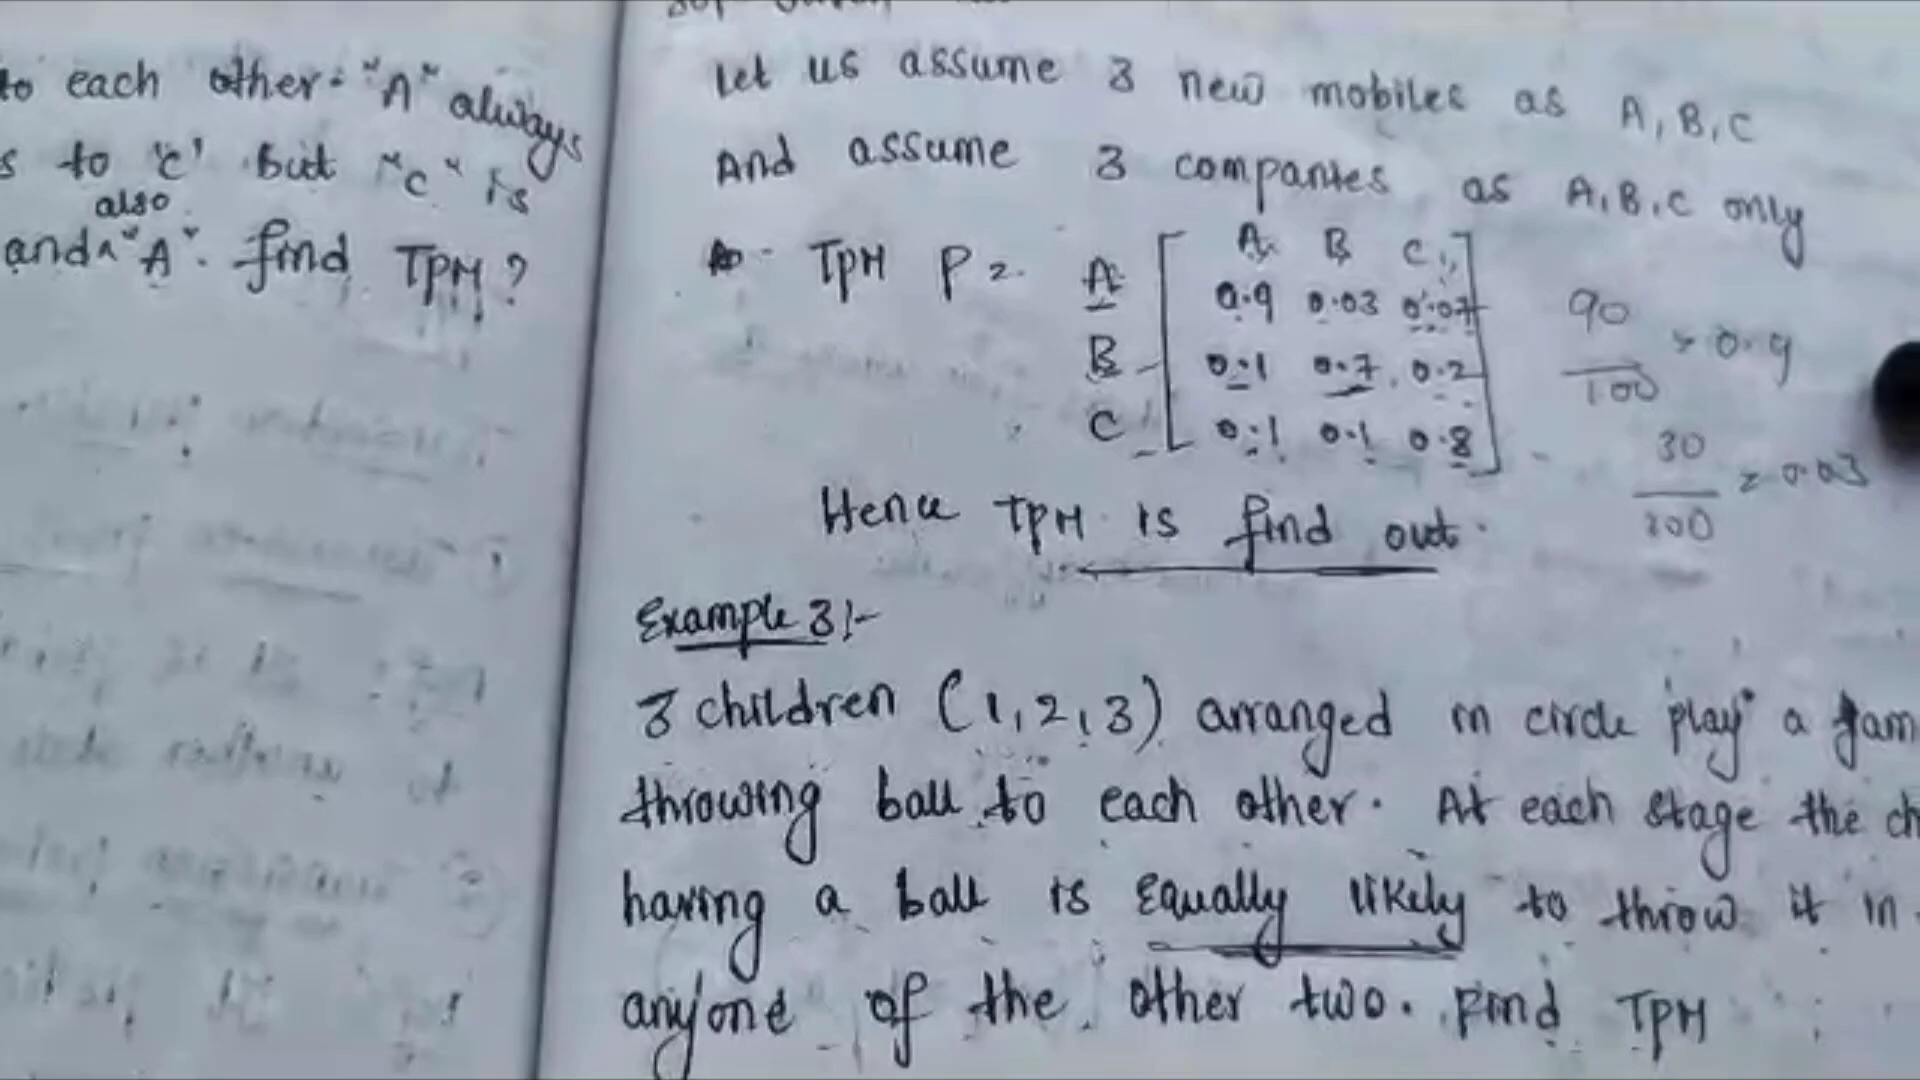 to each other. "A" always
s to 'c' but "c" is
also
and ^ "A". find TPM?
Let us assume 3 new mobiles as A, B, C
And assume 3 companies as A, B, C only
TPM P =
A B C
A 0.9 0.03 0.07
B 0.1 0.7 0.2
C 0.1 0.1 0.8
90
100
= 0.9
30
100
= 0.03
Hence TPM is find out.
Example 3:-
3 children (1, 2, 3) arranged in circle play a gam
throwing ball to each other. At each stage the ch
having a ball is equally likely to throw it in
anyone of the other two. Find TPM